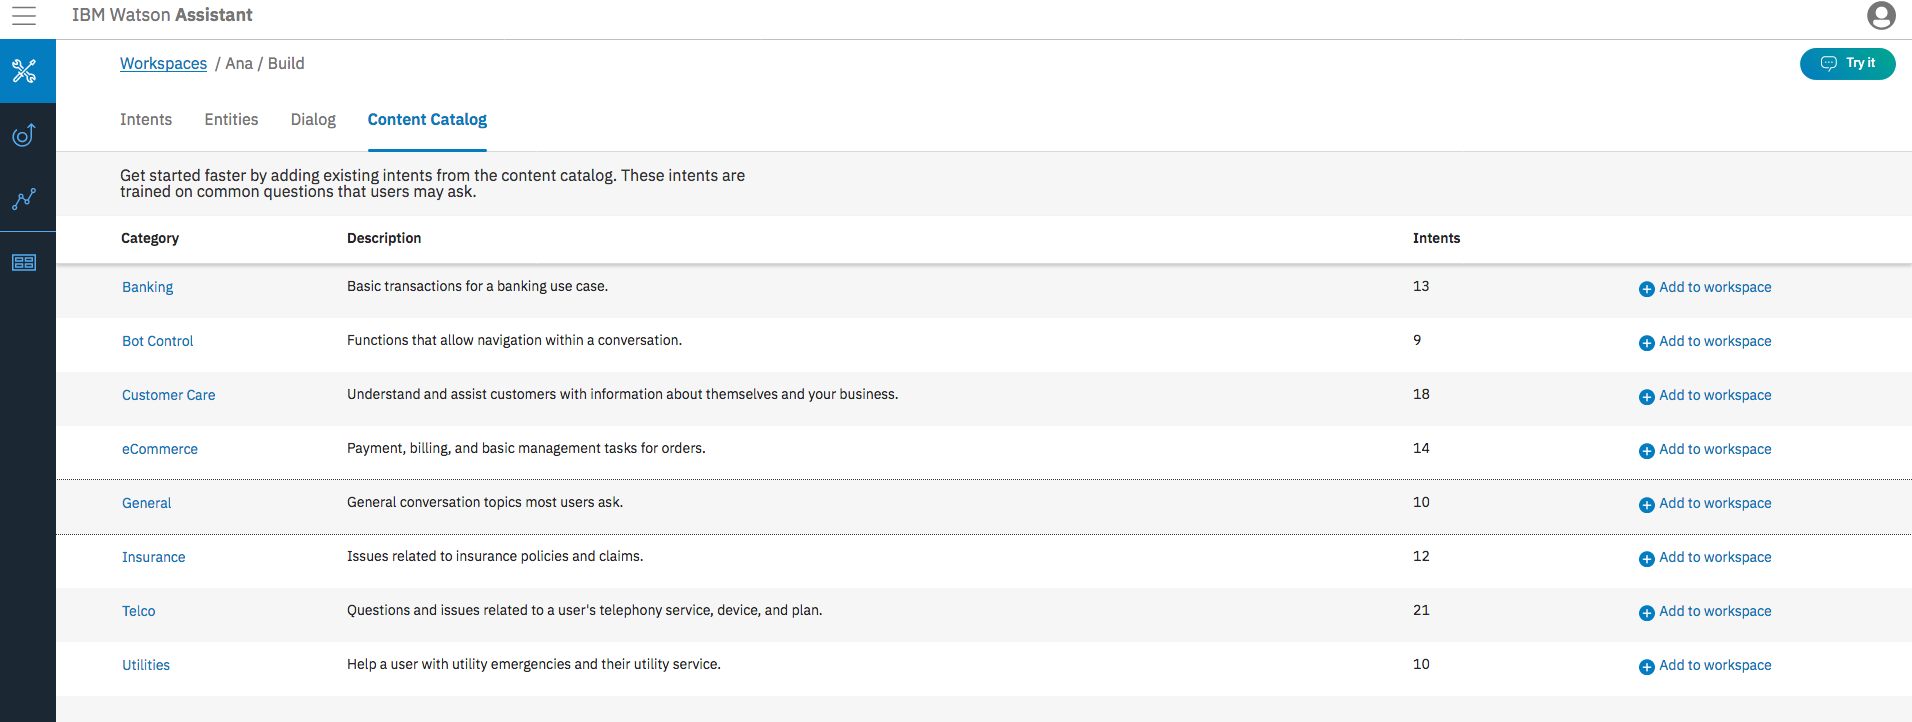 IBM Watson Assistant
Workspaces / Ana / Build
Try it
Intents Entities Dialog Content Catalog
Get started faster by adding existing intents from the content catalog. These intents are
trained on common questions that users may ask.
Category Description Intents
Banking Basic transactions for a banking use case. 13 Add to workspace
Bot Control Functions that allow navigation within a conversation. 9 Add to workspace
Customer Care Understand and assist customers with information about themselves and your business. 18 Add to workspace
eCommerce Payment, billing, and basic management tasks for orders. 14 Add to workspace
General General conversation topics most users ask. 10 Add to workspace
Insurance Issues related to insurance policies and claims. 12 Add to workspace
Telco Questions and issues related to a user's telephony service, device, and plan. 21 Add to workspace
Utilities Help a user with utility emergencies and their utility service. 10 Add to workspace